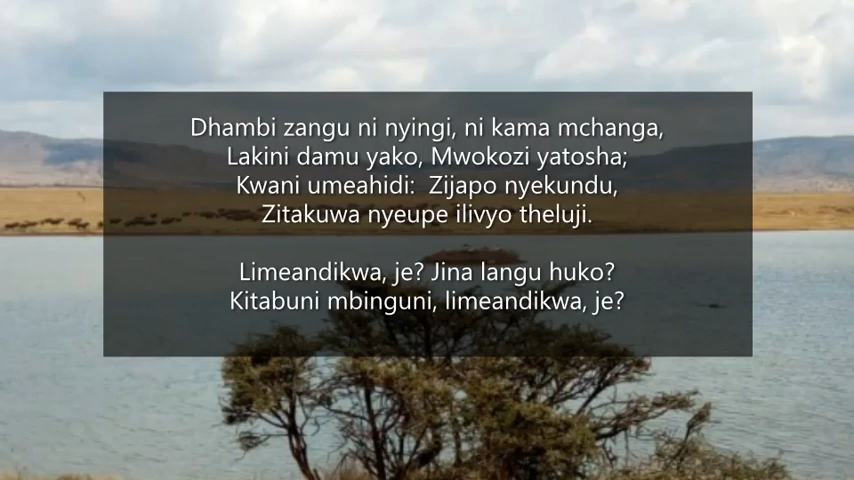 Dhambi zangu ni nyingi, ni kama mchanga,
Lakini damu yako, Mwokozi yatosha;
Kwani umeahidi:  Zijapo nyekundu,
Zitakuwa nyeupe ilivyo theluji.
Limeandikwa, je? Jina langu huko?
Kitabuni mbinguni, limeandikwa, je?